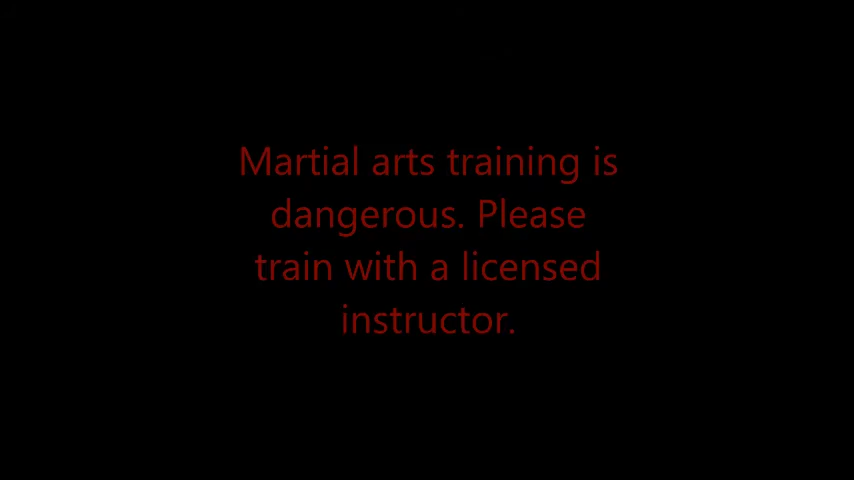 Martial arts training is
dangerous. Please
train with a licensed
instructor.